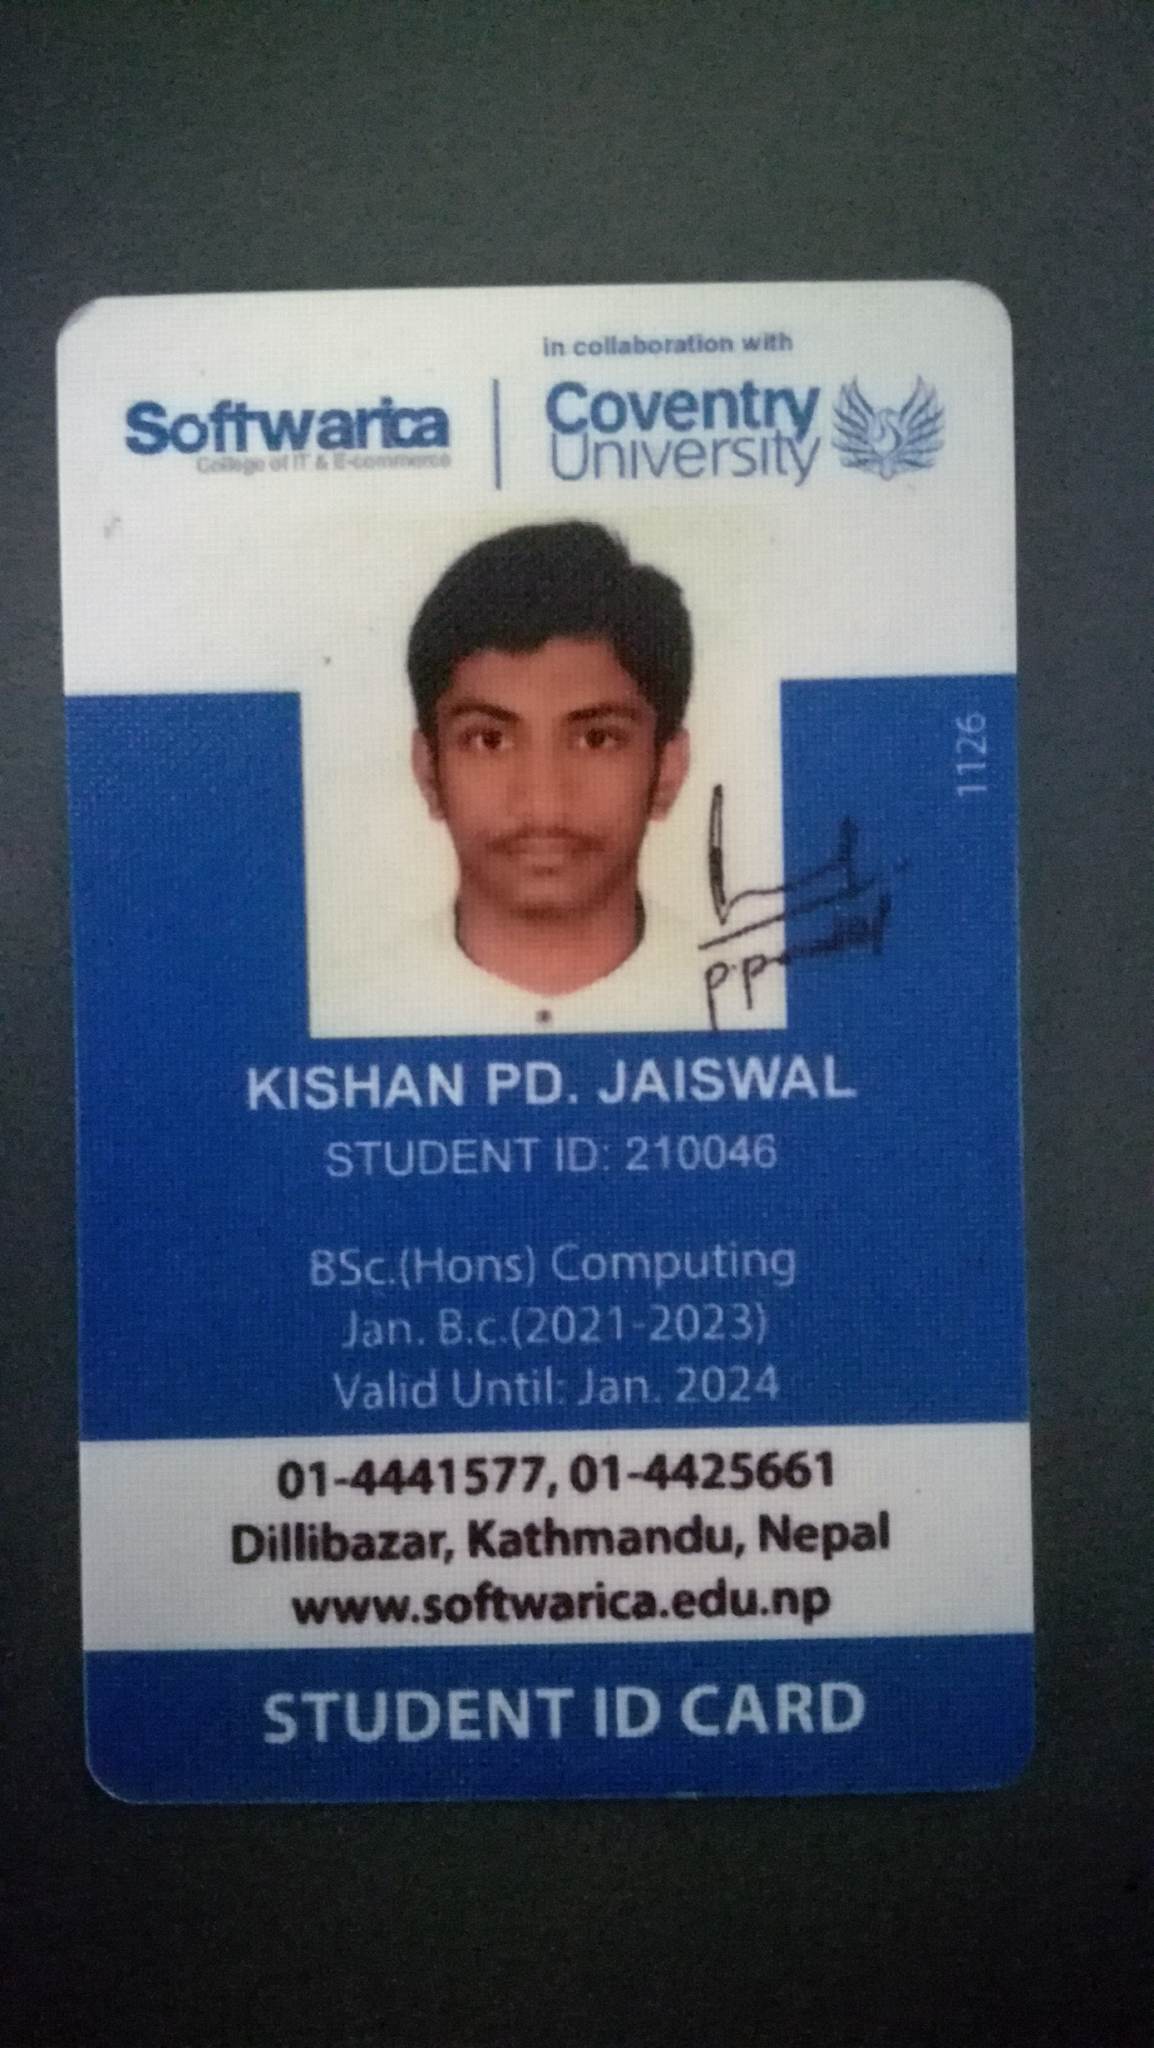 in collaboration with
Softwarica
College of IT & E-commerce
Coventry
University
1126
KISHAN PD. JAISWAL
STUDENT ID: 210046
BSc.(Hons) Computing
Jan. B.c.(2021-2023)
Valid Until: Jan. 2024
01-4441577, 01-4425661
Dillibazar, Kathmandu, Nepal
www.softwarica.edu.np
STUDENT ID CARD